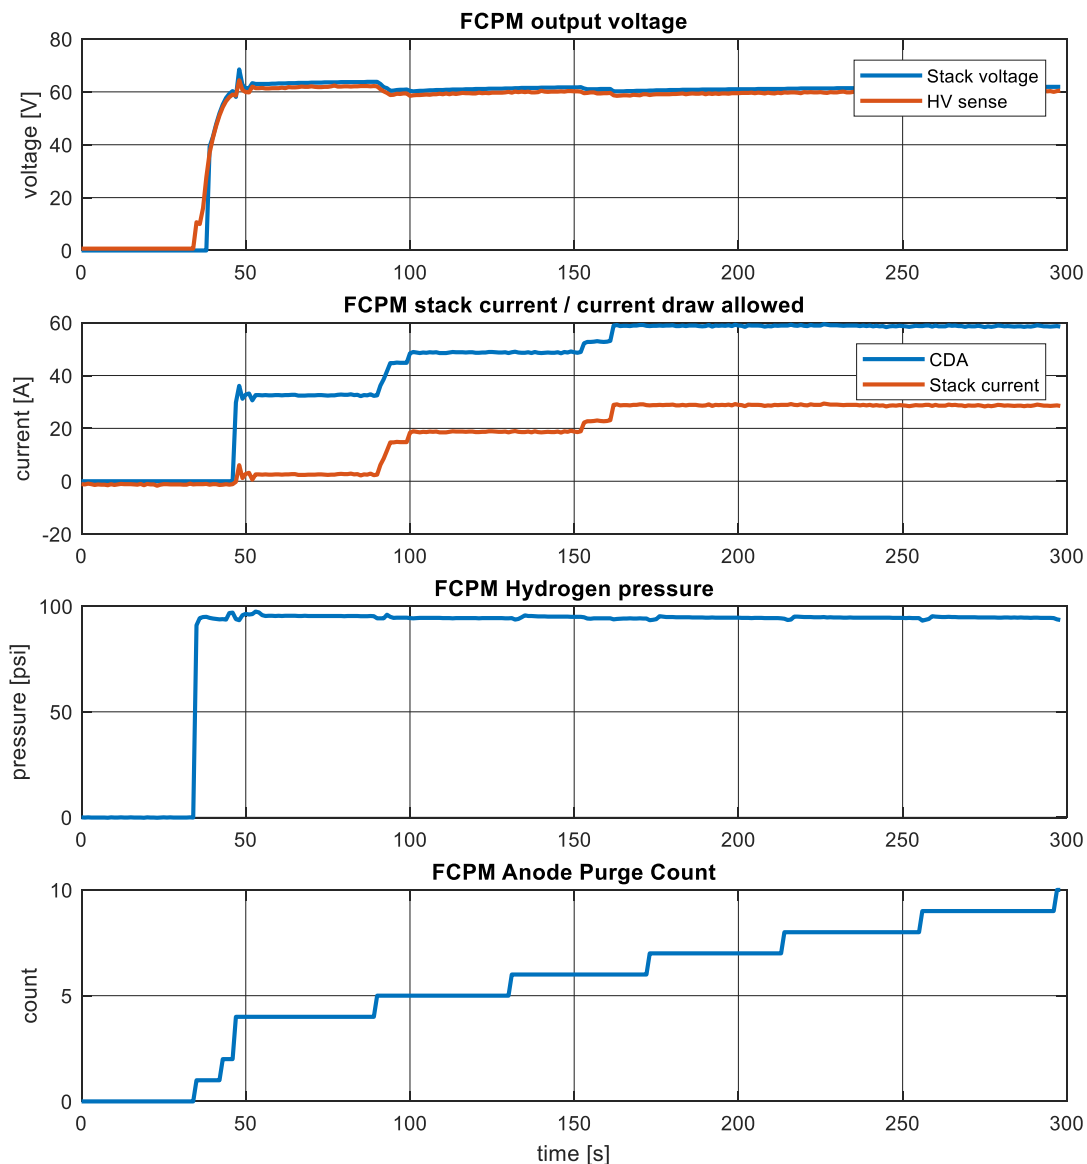 FCPM output voltage
80
60
40
20
0
voltage [V]
Stack voltage
HV sense
0 50 100 150 200 250 300
FCPM stack current / current draw allowed
60
40
20
0
-20
current [A]
CDA
Stack current
0 50 100 150 200 250 300
FCPM Hydrogen pressure
100
50
0
pressure [psi]
0 50 100 150 200 250 300
FCPM Anode Purge Count
10
5
0
count
0 50 100 150 200 250 300
time [s]